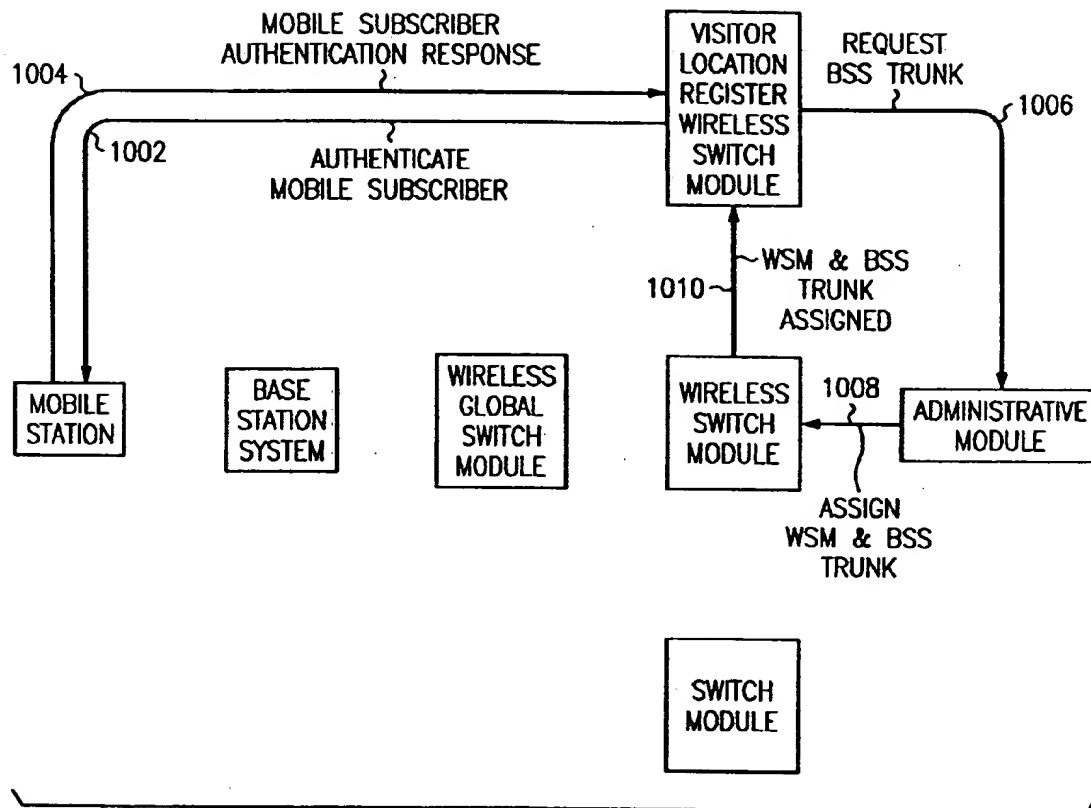 MOBILE SUBSCRIBER
AUTHENTICATION RESPONSE
1004
1002
AUTHENTICATE
MOBILE SUBSCRIBER
VISITOR
LOCATION
REGISTER
WIRELESS
SWITCH
MODULE
REQUEST
BSS TRUNK
1006
1010
WSM & BSS
TRUNK
ASSIGNED
MOBILE
STATION
BASE
STATION
SYSTEM
WIRELESS
GLOBAL
SWITCH
MODULE
WIRELESS
SWITCH
MODULE
1008
ADMINISTRATIVE
MODULE
ASSIGN
WSM & BSS
TRUNK
SWITCH
MODULE